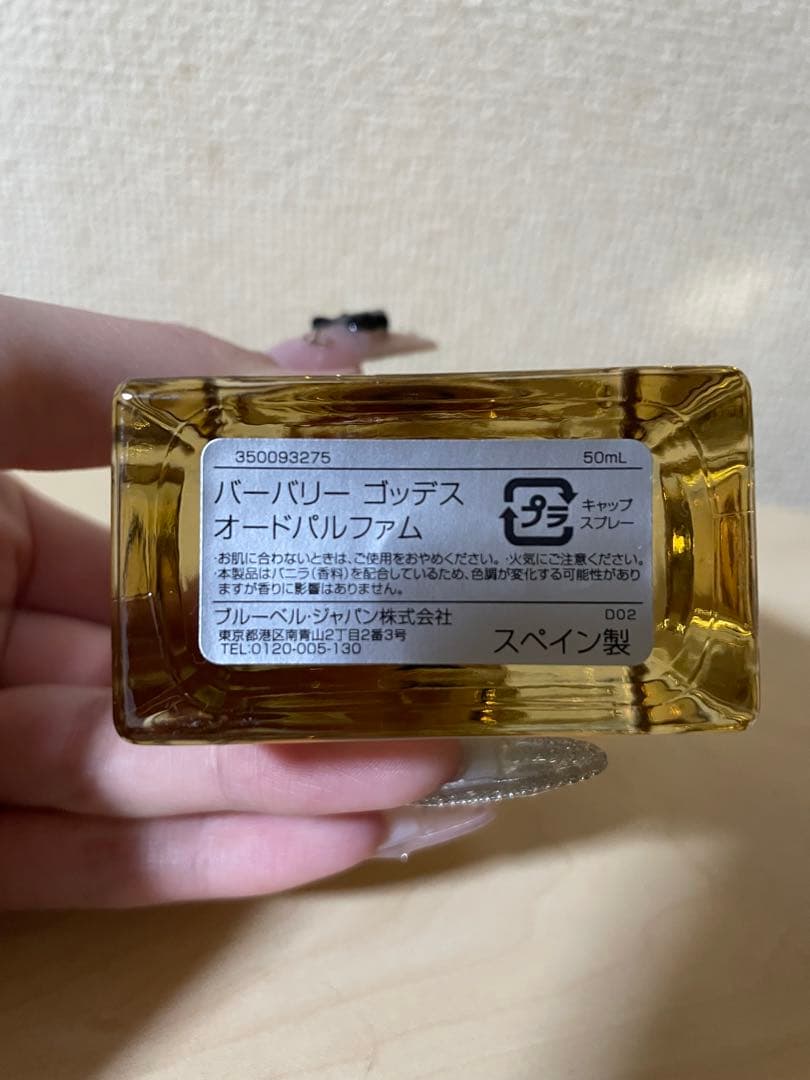 350093275 50mL
バーバリー ゴッデス
オードパルファム
プラ
キャップ
スプレー
・お肌に合わないときは、ご使用をおやめください。・火気にご注意ください。
・本製品はバニラ(香料)を配合しているため、色調が変化する可能性があり
ますが香りに影響はありません。
ブルーベル・ジャパン株式会社
東京都港区南青山2丁目2番3号
TEL:0120-005-130
D02
スペイン製